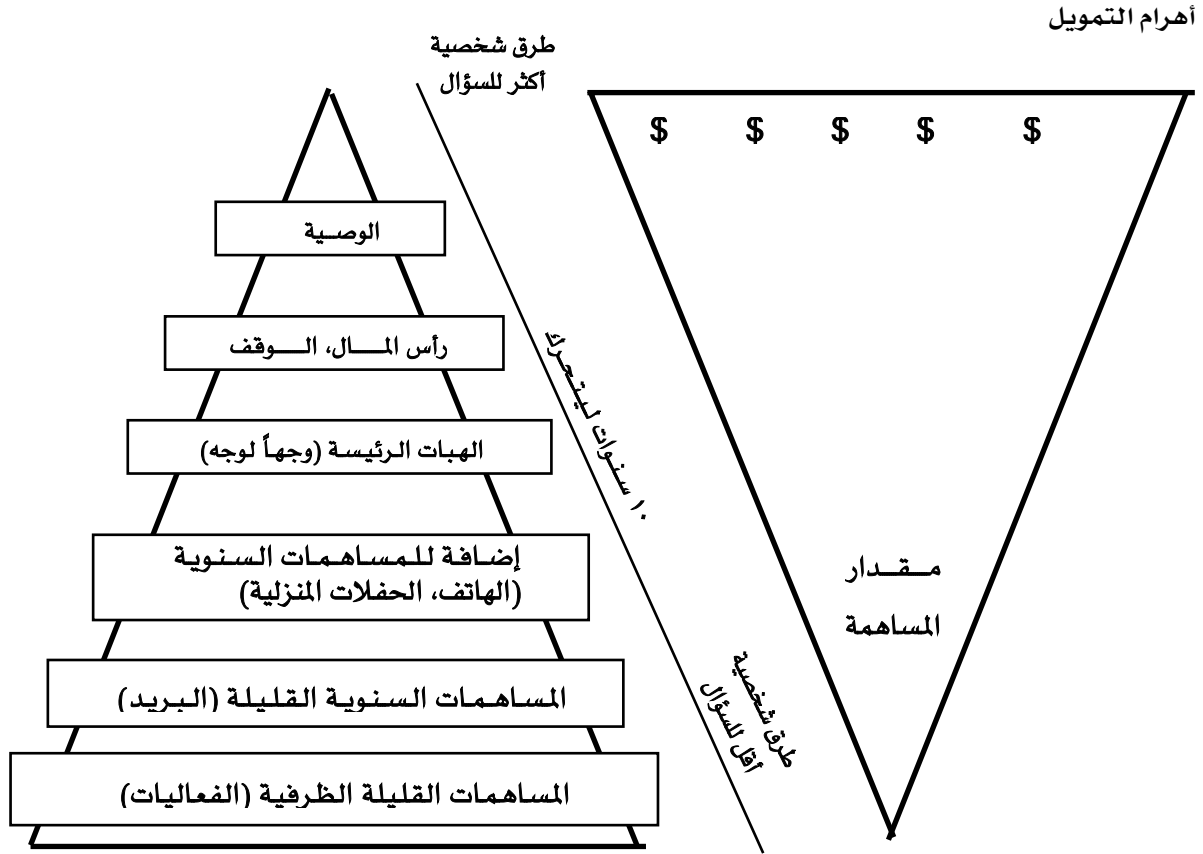 أهرام التمويل
طرق شخصية
أكثر للسؤال
$ $ $ $ $
الوصية
رأس المال، الوقف
الهبات الرئيسة (وجهاً لوجه)
إضافة للمساهمات السنوية
(الهاتف، الحفلات المنزلية)
المساهمات السنوية القليلة (البريد)
المساهمات القليلة الظرفية (الفعاليات)
١٠ سنوات ليتحرك
طرق شخصية
أقل للسؤال
مقدار
المساهمة